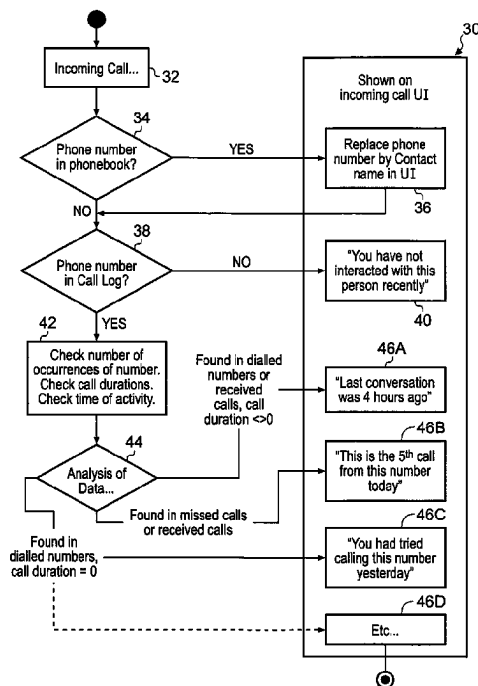 30
Incoming Call...
32
Shown on
incoming call UI
34
Phone number
in phonebook?
YES
Replace phone
number by Contact
name in UI
36
NO
38
Phone number
in Call Log?
NO
"You have not
interacted with this
person recently"
40
YES
42
Check number of
occurrences of number.
Check call durations.
Check time of activity.
Found in dialled
numbers or
received
calls, call
duration <>0
46A
"Last conversation
was 4 hours ago"
44
Analysis of
Data...
46B
"This is the 5th call
from this number
today"
Found in missed calls
or received calls
46C
Found in
dialled numbers,
call duration = 0
"You had tried
calling this number
yesterday"
46D
Etc...